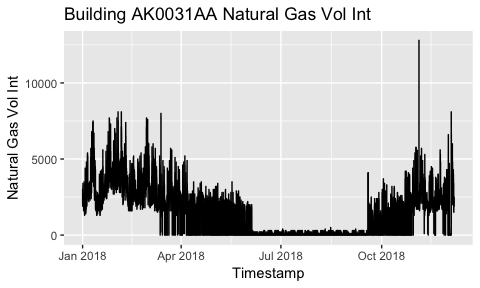 Building AK0031AA Natural Gas Vol Int
Natural Gas Vol Int
10000
5000
0
Jan 2018 Apr 2018 Jul 2018 Oct 2018
Timestamp